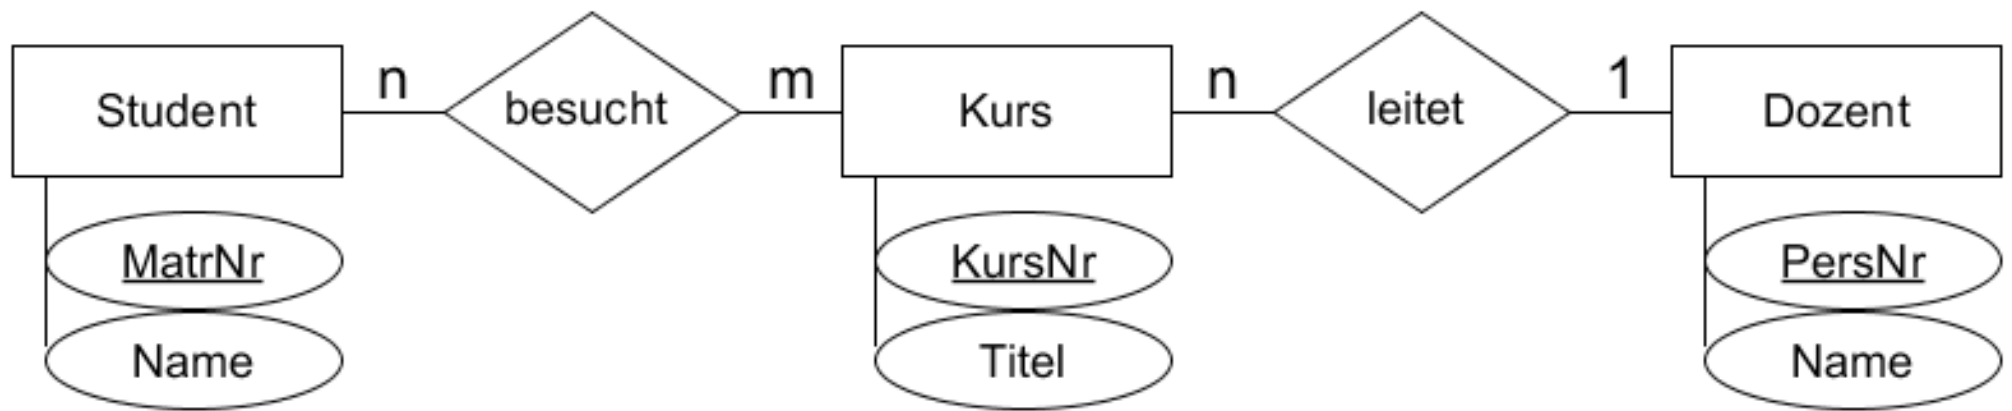 Student n besucht m Kurs n leitet 1 Dozent
MatrNr KursNr PersNr
Name Titel Name